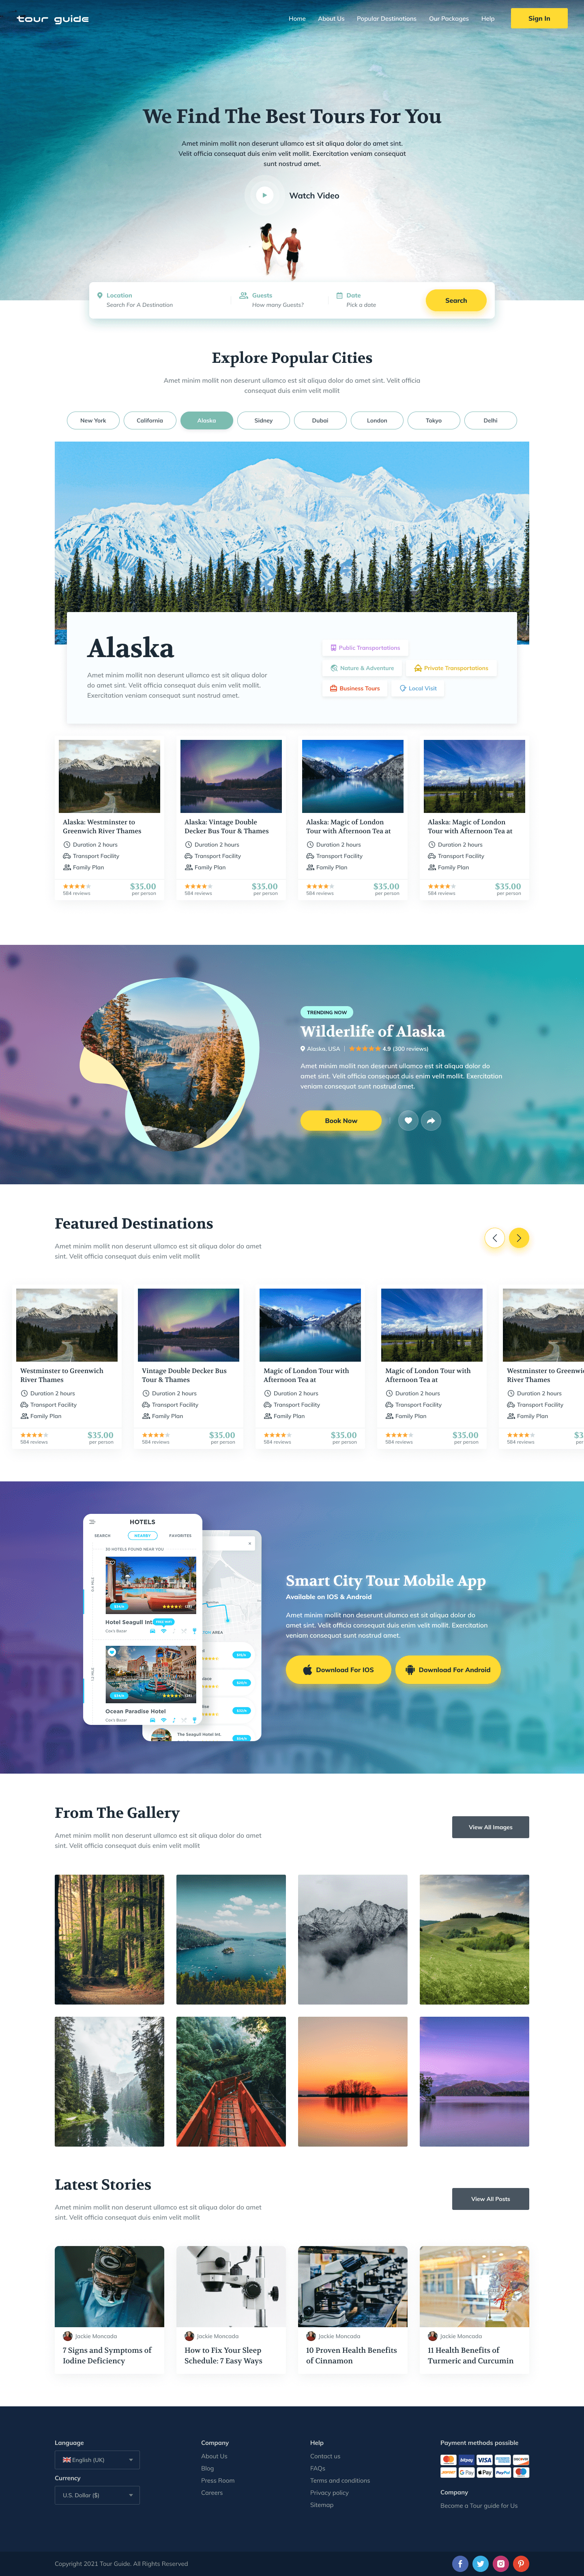 tour guide
Home
About Us
Popular Destinations
Our Packages
Help
Sign In
We Find The Best Tours For You
Amet minim mollit non deserunt ullamco est sit aliqua dolor do amet sint.
Velit officia consequat duis enim velit mollit. Exercitation veniam consequat
sunt nostrud amet.
Watch Video
Location
Search For A Destination
Guests
How many Guests?
Date
Pick a date
Search
Explore Popular Cities
Amet minim mollit non deserunt ullamco est sit aliqua dolor do amet sint. Velit officia
consequat duis enim velit mollit
New York
California
Alaska
Sidney
Dubai
London
Tokyo
Delhi
Alaska
Amet minim mollit non deserunt ullamco est sit aliqua dolor
do amet sint. Velit officia consequat duis enim velit mollit.
Exercitation veniam consequat sunt nostrud amet.
Public Transportations
Nature & Adventure
Private Transportations
Business Tours
Local Visit
Alaska: Westminster to
Greenwich River Thames
Duration 2 hours
Transport Facility
Family Plan
584 reviews
$35.00
per person
Alaska: Vintage Double
Decker Bus Tour & Thames
Duration 2 hours
Transport Facility
Family Plan
584 reviews
$35.00
per person
Alaska: Magic of London
Tour with Afternoon Tea at
Duration 2 hours
Transport Facility
Family Plan
584 reviews
$35.00
per person
Alaska: Magic of London
Tour with Afternoon Tea at
Duration 2 hours
Transport Facility
Family Plan
584 reviews
$35.00
per person
TRENDING NOW
Wilderlife of Alaska
Alaska, USA
4.9 (300 reviews)
Amet minim mollit non deserunt ullamco est sit aliqua dolor do
amet sint. Velit officia consequat duis enim velit mollit. Exercitation
veniam consequat sunt nostrud amet.
Book Now
Featured Destinations
Amet minim mollit non deserunt ullamco est sit aliqua dolor do amet
sint. Velit officia consequat duis enim velit mollit
Westminster to Greenwich
River Thames
Duration 2 hours
Transport Facility
Family Plan
584 reviews
$35.00
per person
Vintage Double Decker Bus
Tour & Thames
Duration 2 hours
Transport Facility
Family Plan
584 reviews
$35.00
per person
Magic of London Tour with
Afternoon Tea at
Duration 2 hours
Transport Facility
Family Plan
584 reviews
$35.00
per person
Magic of London Tour with
Afternoon Tea at
Duration 2 hours
Transport Facility
Family Plan
584 reviews
$35.00
per person
Westminster to Greenwi
River Thames
Duration 2 hours
Transport Facility
Family Plan
584 reviews
$3
per
HOTELS
SEARCH
NEARBY
FAVORITES
Hotel Seagull Int
Cox's Bazar
Ocean Paradise Hotel
Cox's Bazar
AREA
The Seagull Hotel Int.
Smart City Tour Mobile App
Available on IOS & Android
Amet minim mollit non deserunt ullamco est sit aliqua dolor do
amet sint. Velit officia consequat duis enim velit mollit. Exercitation
veniam consequat sunt nostrud amet.
Download For IOS
Download For Android
From The Gallery
Amet minim mollit non deserunt ullamco est sit aliqua dolor do amet
sint. Velit officia consequat duis enim velit mollit
View All Images
Latest Stories
Amet minim mollit non deserunt ullamco est sit aliqua dolor do amet
sint. Velit officia consequat duis enim velit mollit
View All Posts
Jackie Moncada
7 Signs and Symptoms of
Iodine Deficiency
Jackie Moncada
How to Fix Your Sleep
Schedule: 7 Easy Ways
Jackie Moncada
10 Proven Health Benefits
of Cinnamon
Jackie Moncada
11 Health Benefits of
Turmeric and Curcumin
Language
English (UK)
Currency
U.S. Dollar ($)
Company
About Us
Blog
Press Room
Careers
Help
Contact us
FAQs
Terms and conditions
Privacy policy
Sitemap
Payment methods possible
VISA
DISCOVER
G Pay
Pay
PayPal
Company
Become a Tour guide for Us
Copyright 2021 Tour Guide. All Rights Reserved